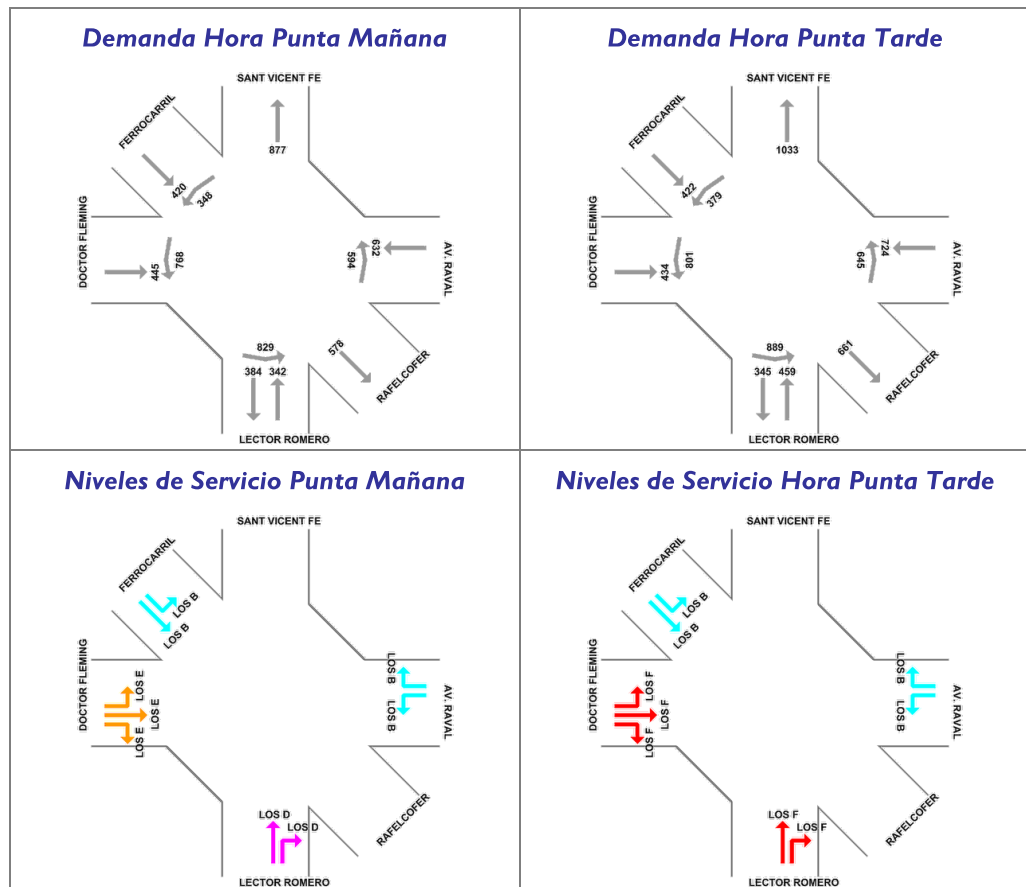 Demanda Hora Punta Mañana
SANT VICENT FE
FERROCARRIL
877
420
348
DOCTOR FLEMING
445
768
594
632
AV. RAVAL
829
384
342
578
RAFELCOFER
LECTOR ROMERO
Demanda Hora Punta Tarde
SANT VICENT FE
FERROCARRIL
1033
422
379
DOCTOR FLEMING
434
801
645
724
AV. RAVAL
889
345
459
661
RAFELCOFER
LECTOR ROMERO
Niveles de Servicio Punta Mañana
SANT VICENT FE
FERROCARRIL
LOS B
LOS B
DOCTOR FLEMING
LOS E
LOS E
LOS E
LOS B
LOS B
AV. RAVAL
LOS D
LOS D
RAFELCOFER
LECTOR ROMERO
Niveles de Servicio Hora Punta Tarde
SANT VICENT FE
FERROCARRIL
LOS B
LOS B
DOCTOR FLEMING
LOS F
LOS F
LOS F
LOS B
LOS B
AV. RAVAL
LOS F
LOS F
RAFELCOFER
LECTOR ROMERO